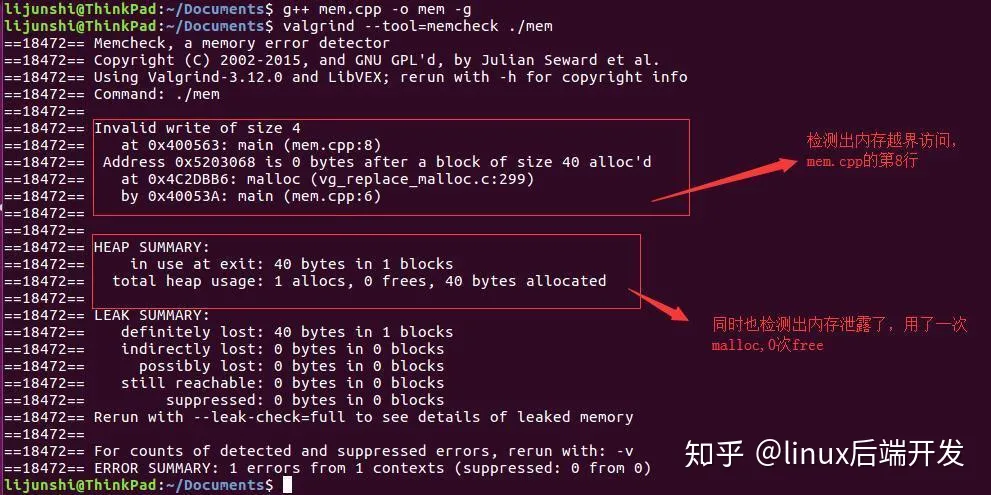 lijunshi@ThinkPad:~/Documents$ g++ mem.cpp -o mem -g
lijunshi@ThinkPad:~/Documents$ valgrind --tool=memcheck ./mem
==18472== Memcheck, a memory error detector
==18472== Copyright (C) 2002-2015, and GNU GPL'd, by Julian Seward et al.
==18472== Using Valgrind-3.12.0 and LibVEX; rerun with -h for copyright info
==18472== Command: ./mem
==18472==
==18472== Invalid write of size 4
==18472==    at 0x400563: main (mem.cpp:8)
==18472==  Address 0x5203068 is 0 bytes after a block of size 40 alloc'd
==18472==    at 0x4C2DBB6: malloc (vg_replace_malloc.c:299)
==18472==    by 0x40053A: main (mem.cpp:6)
==18472==
检测出内存越界访问,
mem.cpp的第8行
==18472==
==18472== HEAP SUMMARY:
==18472==     in use at exit: 40 bytes in 1 blocks
==18472==   total heap usage: 1 allocs, 0 frees, 40 bytes allocated
==18472==
==18472== LEAK SUMMARY:
==18472==    definitely lost: 40 bytes in 1 blocks
==18472==    indirectly lost: 0 bytes in 0 blocks
==18472==      possibly lost: 0 bytes in 0 blocks
==18472==    still reachable: 0 bytes in 0 blocks
==18472==         suppressed: 0 bytes in 0 blocks
==18472== Rerun with --leak-check=full to see details of leaked memory
同时也检测出内存泄露了，用了一次
malloc,0次free
==18472==
==18472== For counts of detected and suppressed errors, rerun with: -v
==18472== ERROR SUMMARY: 1 errors from 1 contexts (suppressed: 0 from 0)
lijunshi@ThinkPad:~/Documents$
知乎 @linux后端开发